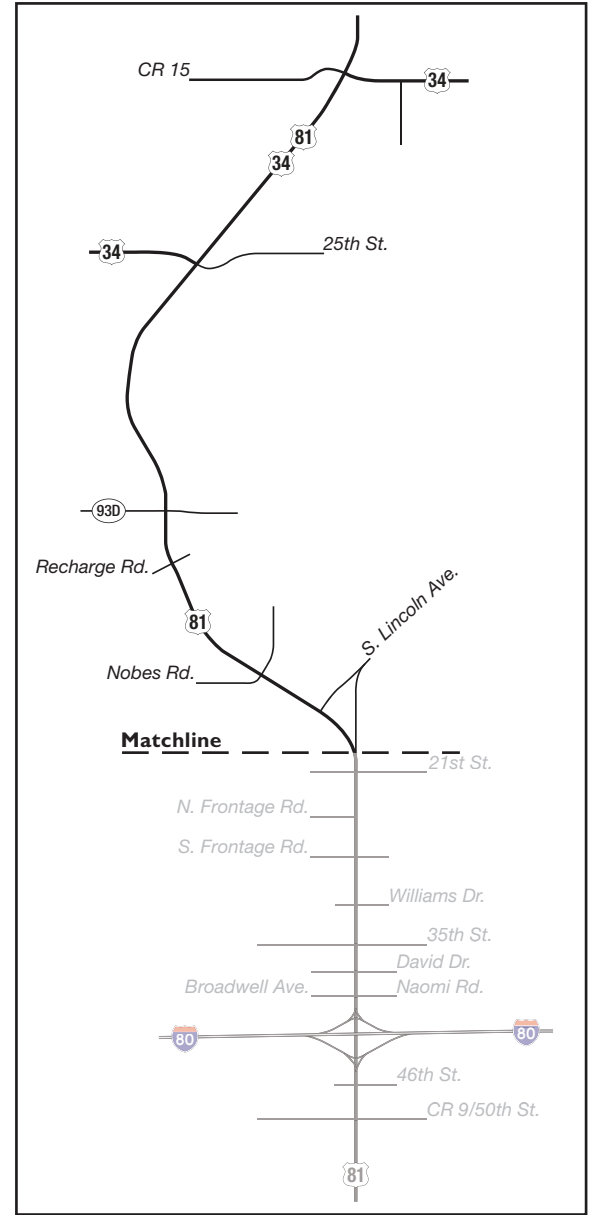 CR 15
34
81
34
34
25th St.
93D
Recharge Rd.
81
S. Lincoln Ave.
Nobes Rd.
Matchline
21st St.
N. Frontage Rd.
S. Frontage Rd.
Williams Dr.
35th St.
David Dr.
Broadwell Ave.
Naomi Rd.
80
80
46th St.
CR 9/50th St.
81